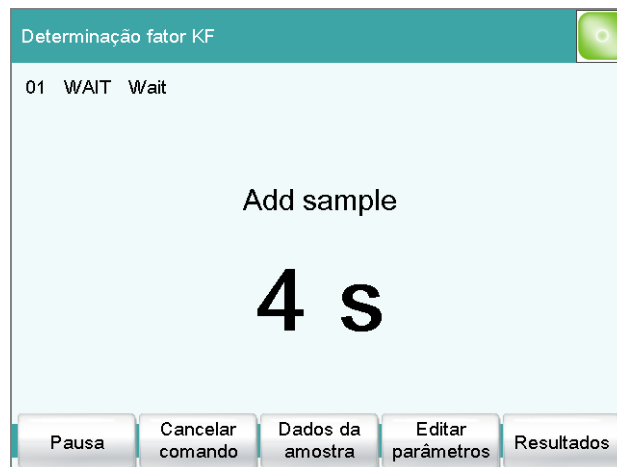 Determinação fator KF
01 WAIT Wait
Add sample
4 s
Pausa
Cancelar
comando
Dados da
amostra
Editar
parâmetros
Resultados